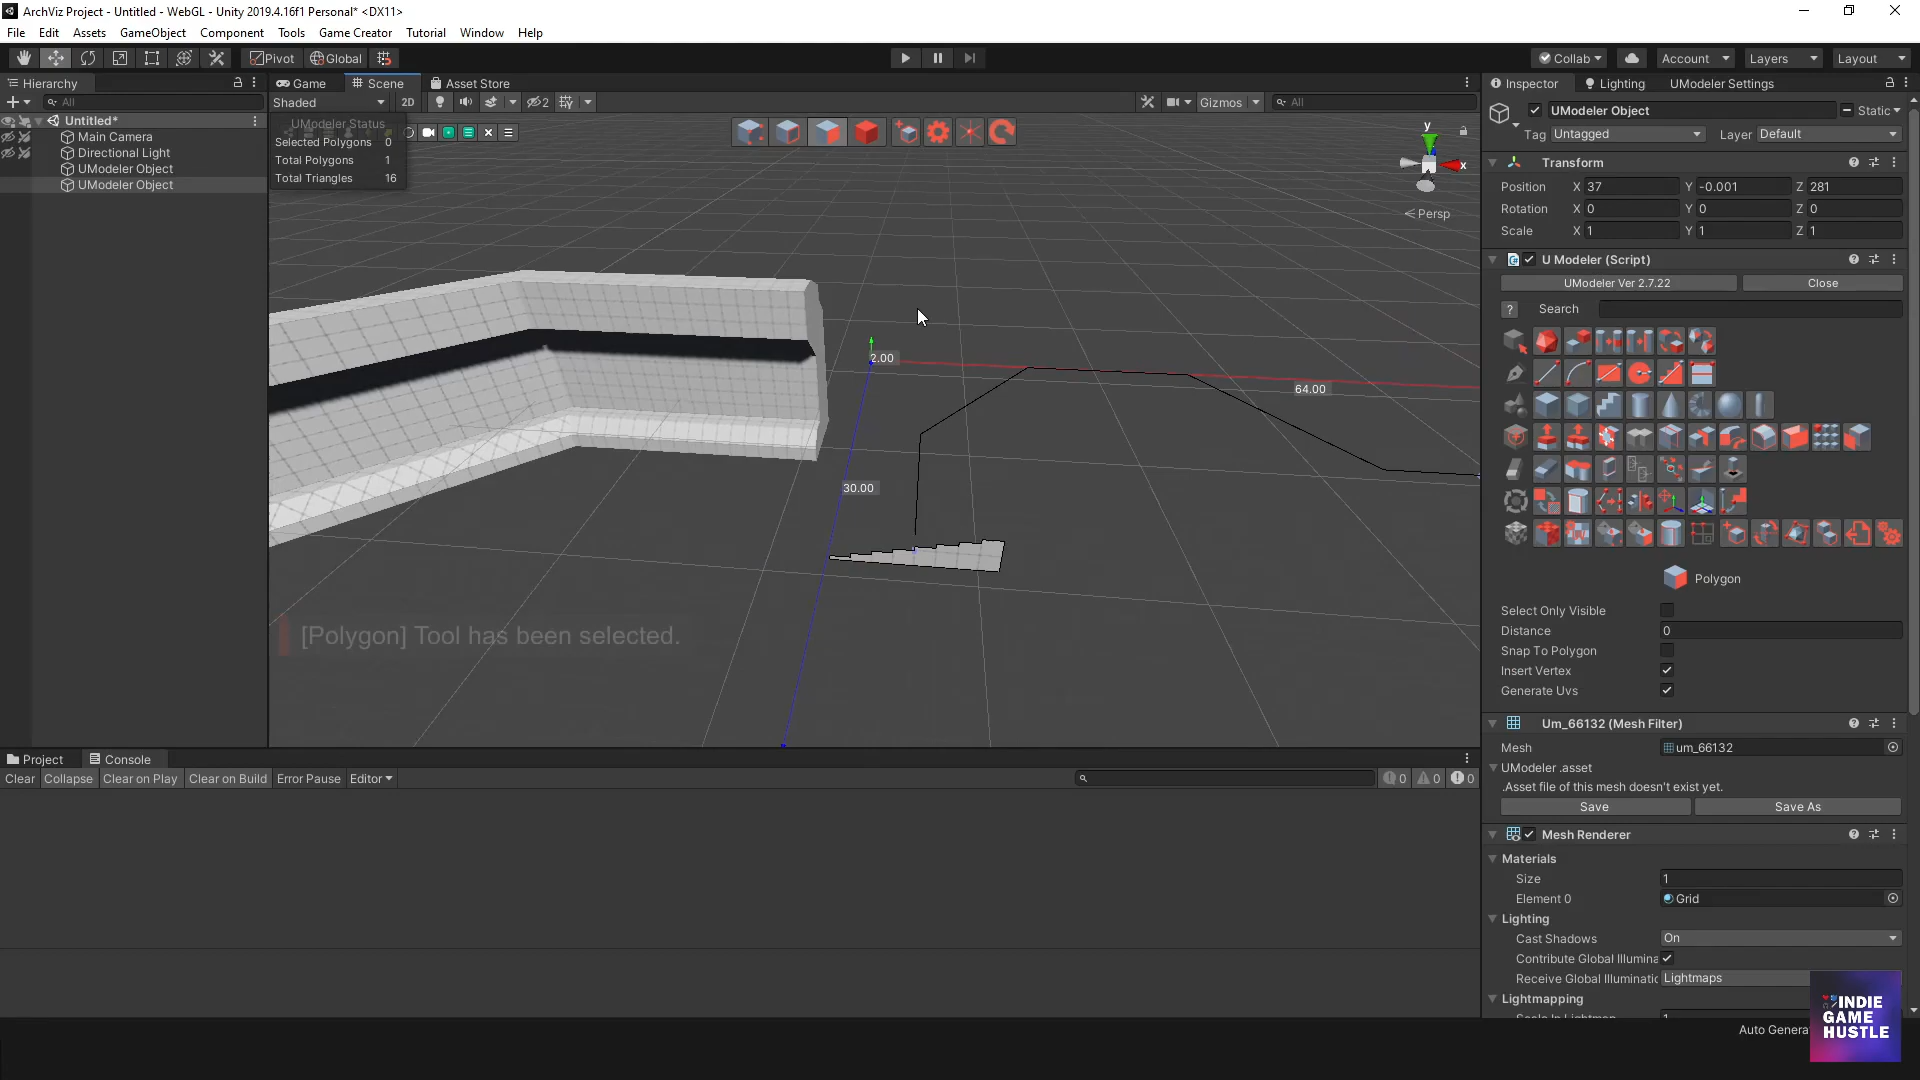 ArchViz Project - Untitled - WebGL - Unity 2019.4.16f1 Personal* <DX11>
File Edit Assets GameObject Component Tools Game Creator Tutorial Window Help
Pivot Global Collab Account Layers Layout
Hierarchy Game Scene Asset Store Inspector Lighting UModeler Settings
All Shaded 2D 2 Gizmos All
Untitled*
Main Camera
Directional Light
UModeler Object
UModeler Object
UModeler Status
Selected Polygons 0
Total Polygons 1
Total Triangles 16
y
x
Persp
2.00
64.00
30.00
[Polygon] Tool has been selected.
UModeler Object Static
Tag Untagged Layer Default
Transform
Position X 37 Y -0.001 Z 281
Rotation X 0 Y 0 Z 0
Scale X 1 Y 1 Z 1
U Modeler (Script)
UModeler Ver 2.7.22 Close
? Search
Polygon
Select Only Visible
Distance 0
Snap To Polygon
Insert Vertex
Generate Uvs
Um_66132 (Mesh Filter)
Mesh um_66132
UModeler .asset
.Asset file of this mesh doesn't exist yet.
Save Save As
Mesh Renderer
Materials
Size 1
Element 0 Grid
Lighting
Cast Shadows On
Contribute Global Illumina
Receive Global Illuminatic Lightmaps
Lightmapping
Auto Genera
Project Console
Clear Collapse Clear on Play Clear on Build Error Pause Editor 0 0 0
INDIE
GAME
HUSTLE